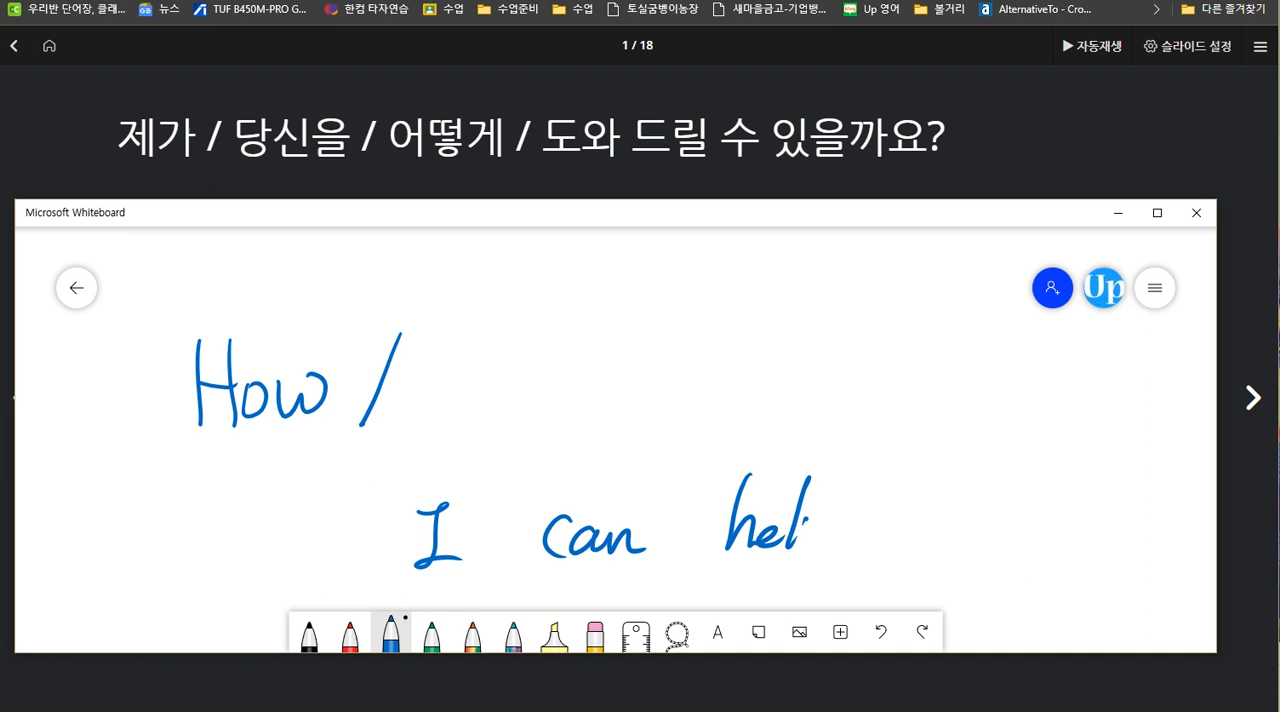 우리반 단어장, 클래... 뉴스 TUF B450M-PRO G... 한컴 타자연습 수업 수업준비 수업 토실굼벵이농장 새마을금고-기업뱅... Up 영어 볼거리 AlternativeTo - Cro... 다른 즐겨찾기
1 / 18 ▶ 자동재생 슬라이드 설정
제가 / 당신을 / 어떻게 / 도와 드릴 수 있을까요?
Microsoft Whiteboard
Up
How /
I can hel
A